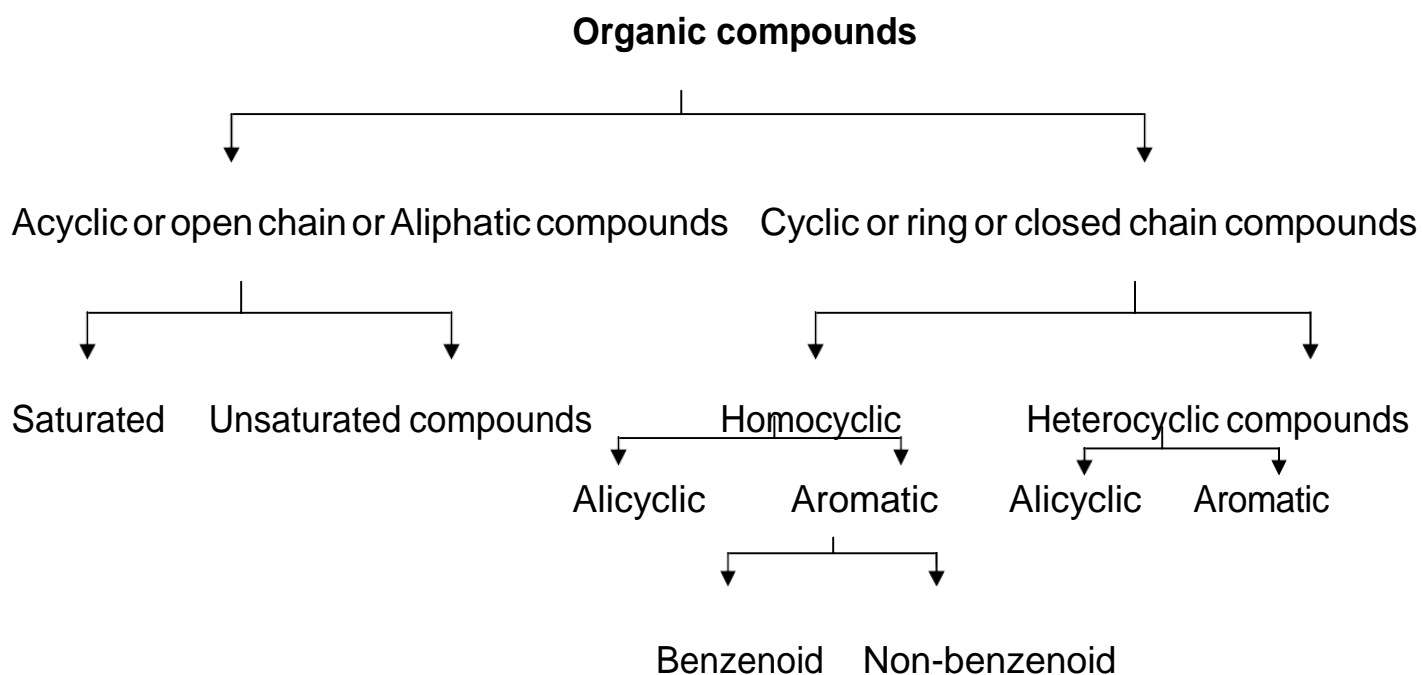 Organic compounds
Acyclic or open chain or Aliphatic compounds Cyclic or ring or closed chain compounds
Saturated Unsaturated compounds Homocyclic Heterocyclic compounds
Alicyclic Aromatic Alicyclic Aromatic
Benzenoid Non-benzenoid